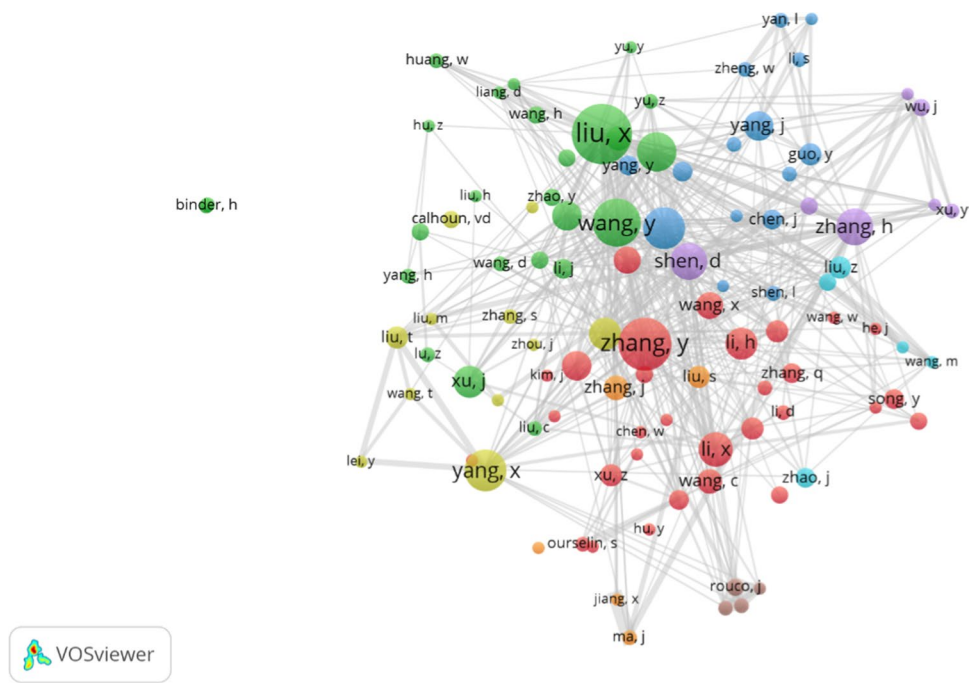 yan, l
yu, y
huang, w
li, s
zheng, w
liang, d
yu, z
wu, j
wang, h
hu, z
liu, x
yang, j
guo, y
yang, y
liu, h
zhao, y
binder, h
xu, y
calhoun, vd
wang, y
chen, j
zhang, h
shen, d
wang, d
li, j
liu, z
yang, h
shen, l
wang, x
liu, m
zhang, s
wang, w
he, j
liu, t
zhou, j
zhang, y
li, h
lu, z
wang, m
kim, j
zhang, q
xu, j
zhang, j
liu, s
wang, t
song, y
li, d
liu, c
chen, w
li, x
lei, y
yang, x
xu, z
wang, c
zhao, j
hu, y
ourselin, s
rouco, j
jiang, x
ma, j
VOSviewer